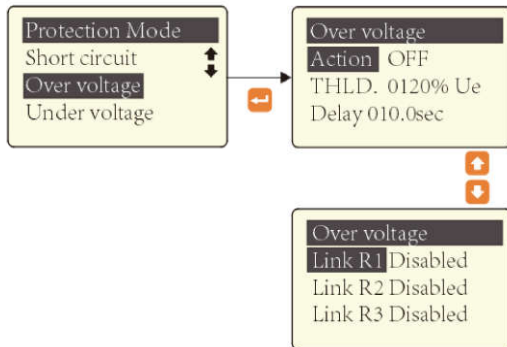 Protection Mode
Short circuit
Over voltage
Under voltage
Over voltage
Action OFF
THLD. 0120% Ue
Delay 010.0sec
Over voltage
Link R1 Disabled
Link R2 Disabled
Link R3 Disabled